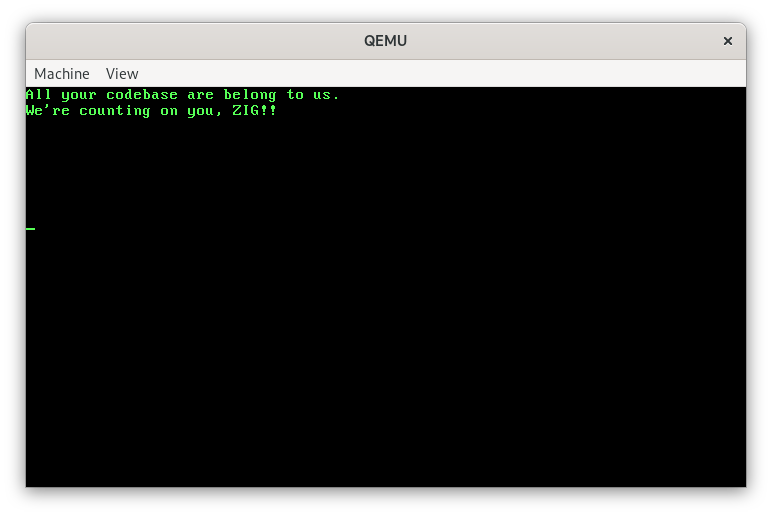 QEMU
Machine View
All your codebase are belong to us.
We're counting on you, ZIG!!